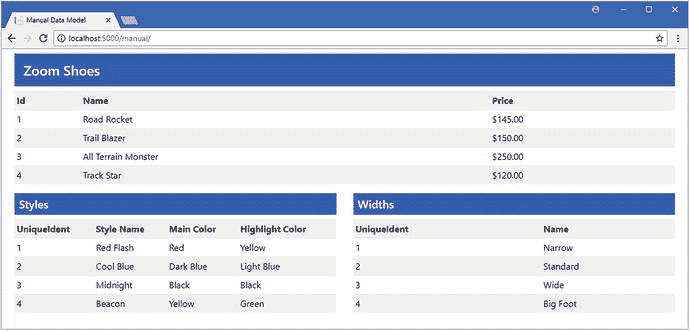 Manual Data Model
localhost:5000/manual/
Zoom Shoes
Id Name Price
1 Road Rocket $145.00
2 Trail Blazer $150.00
3 All Terrain Monster $250.00
4 Track Star $120.00
Styles
UniqueIdent Style Name Main Color Highlight Color
1 Red Flash Red Yellow
2 Cool Blue Dark Blue Light Blue
3 Midnight Black Black
4 Beacon Yellow Green
Widths
UniqueIdent Name
1 Narrow
2 Standard
3 Wide
4 Big Foot